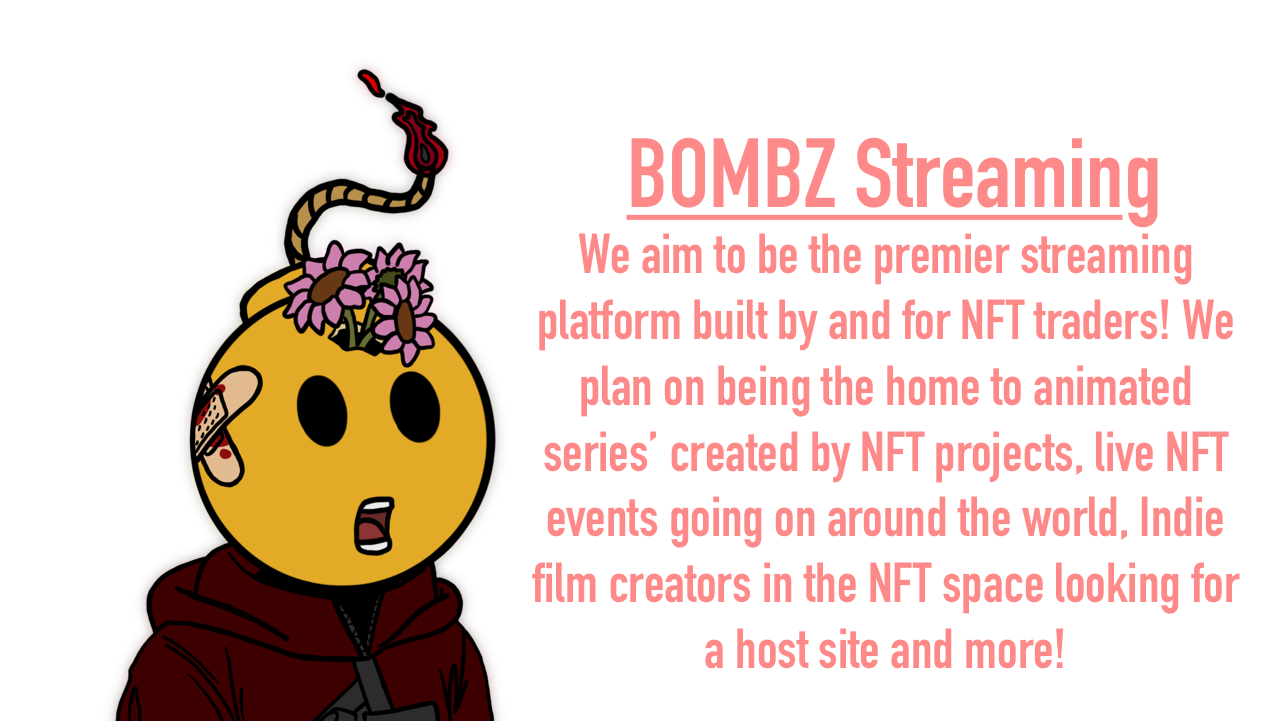 BOMBZ Streaming
We aim to be the premier streaming
platform built by and for NFT traders! We
plan on being the home to animated
series’ created by NFT projects, live NFT
events going on around the world, Indie
film creators in the NFT space looking for
a host site and more!